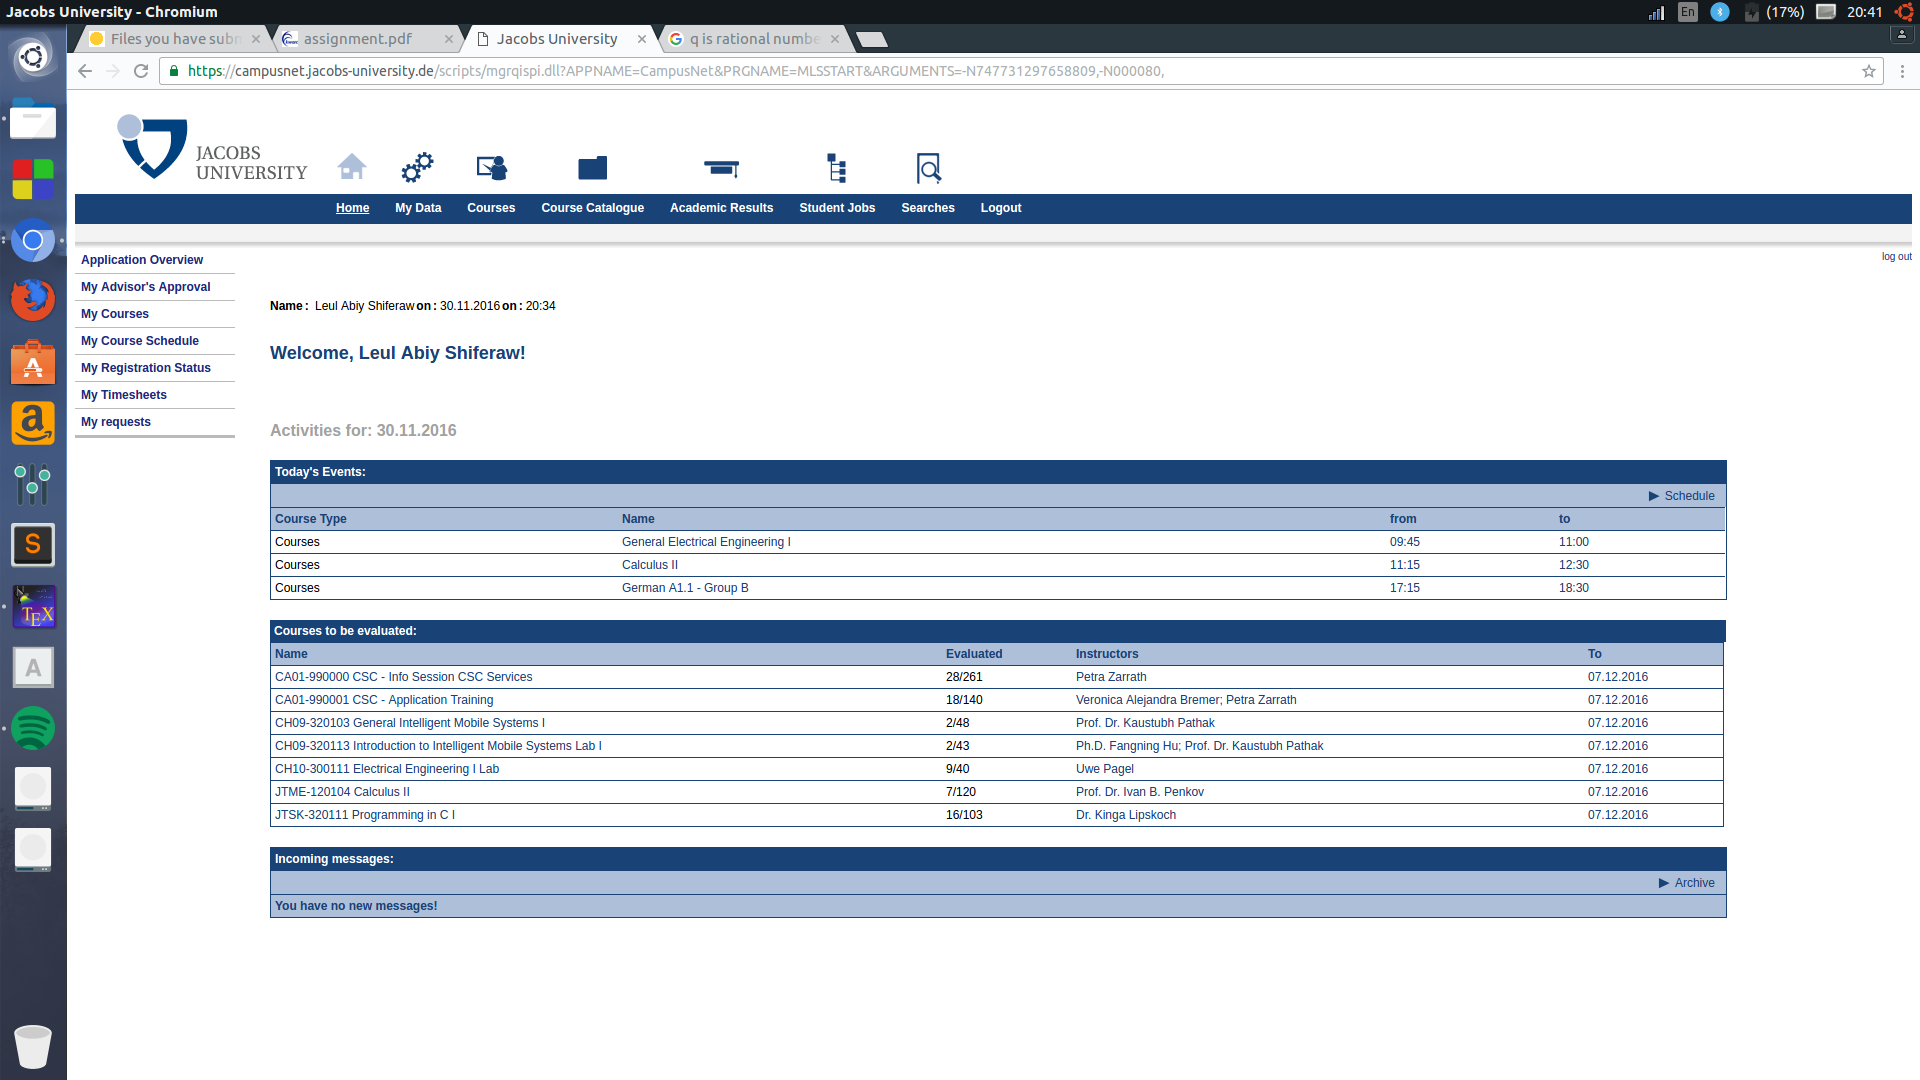 Jacobs University - Chromium
En
(17%)
20:41
Files you have subm
assignment.pdf
Jacobs University
q is rational numbe
https://campusnet.jacobs-university.de/scripts/mgrqispi.dll?APPNAME=CampusNet&PRGNAME=MLSSTART&ARGUMENTS=-N747731297658809,-N000080,
JACOBS
UNIVERSITY
Home My Data Courses Course Catalogue Academic Results Student Jobs Searches Logout
log out
Application Overview
My Advisor's Approval
My Courses
My Course Schedule
My Registration Status
My Timesheets
My requests
Name : Leul Abiy Shiferaw on : 30.11.2016 on : 20:34
Welcome, Leul Abiy Shiferaw!
Activities for: 30.11.2016
Today's Events:
Schedule
Course Type Name from to
Courses General Electrical Engineering I 09:45 11:00
Courses Calculus II 11:15 12:30
Courses German A1.1 - Group B 17:15 18:30
Courses to be evaluated:
Name Evaluated Instructors To
CA01-990000 CSC - Info Session CSC Services 28/261 Petra Zarrath 07.12.2016
CA01-990001 CSC - Application Training 18/140 Veronica Alejandra Bremer; Petra Zarrath 07.12.2016
CH09-320103 General Intelligent Mobile Systems I 2/48 Prof. Dr. Kaustubh Pathak 07.12.2016
CH09-320113 Introduction to Intelligent Mobile Systems Lab I 2/43 Ph.D. Fangning Hu; Prof. Dr. Kaustubh Pathak 07.12.2016
CH10-300111 Electrical Engineering I Lab 9/40 Uwe Pagel 07.12.2016
JTME-120104 Calculus II 7/120 Prof. Dr. Ivan B. Penkov 07.12.2016
JTSK-320111 Programming in C I 16/103 Dr. Kinga Lipskoch 07.12.2016
Incoming messages:
Archive
You have no new messages!
A
a
S
TEX
A